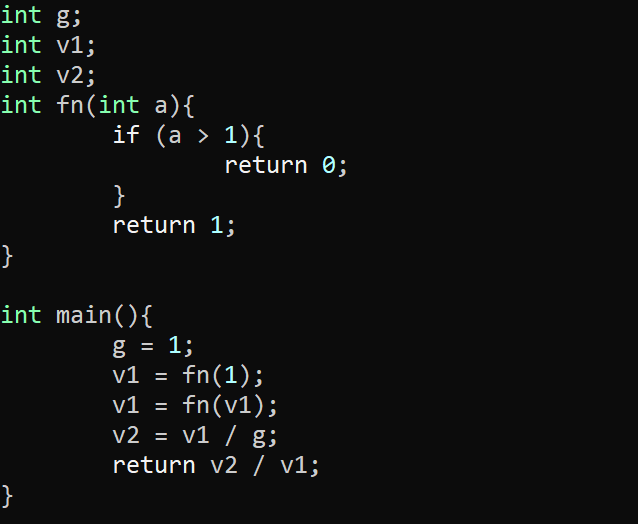 int g;
int v1;
int v2;
int fn(int a){
        if (a > 1){
                return 0;
        }
        return 1;
}

int main(){
        g = 1;
        v1 = fn(1);
        v1 = fn(v1);
        v2 = v1 / g;
        return v2 / v1;
}